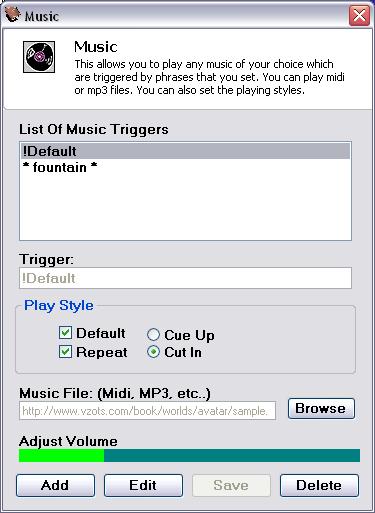 Music
Music
This allows you to play any music of your choice which
are triggered by phrases that you set. You can play midi
or mp3 files. You can also set the playing styles.
List Of Music Triggers
!Default
* fountain *
Trigger:
!Default
Play Style
Default
Cue Up
Repeat
Cut In
Music File: (Midi, MP3, etc..)
http://www.vzots.com/book/worlds/avatar/sample.
Browse
Adjust Volume
Add
Edit
Save
Delete